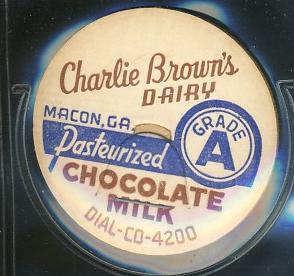 Charlie Brown's
DAIRY
MACON, GA.
GRADE
A
Pasteurized
CHOCOLATE
MILK
DIAL-CO-4200